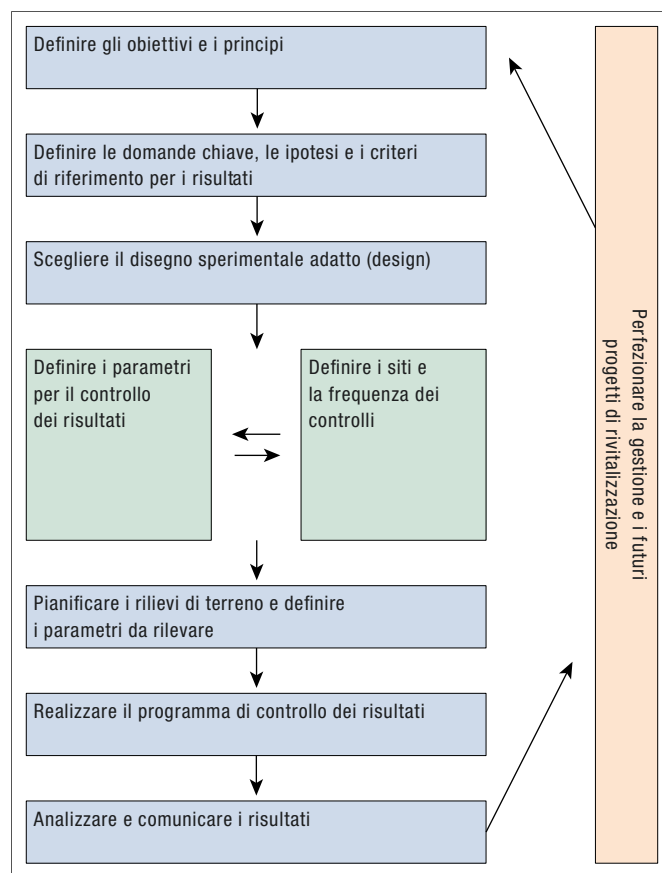 Definire gli obiettivi e i principi
Definire le domande chiave, le ipotesi e i criteri
di riferimento per i risultati
Scegliere il disegno sperimentale adatto (design)
Definire i parametri
per il controllo
dei risultati
Definire i siti e
la frequenza dei
controlli
Pianificare i rilievi di terreno e definire
i parametri da rilevare
Realizzare il programma di controllo dei risultati
Analizzare e comunicare i risultati
Perfezionare la gestione e i futuri
progetti di rivitalizzazione